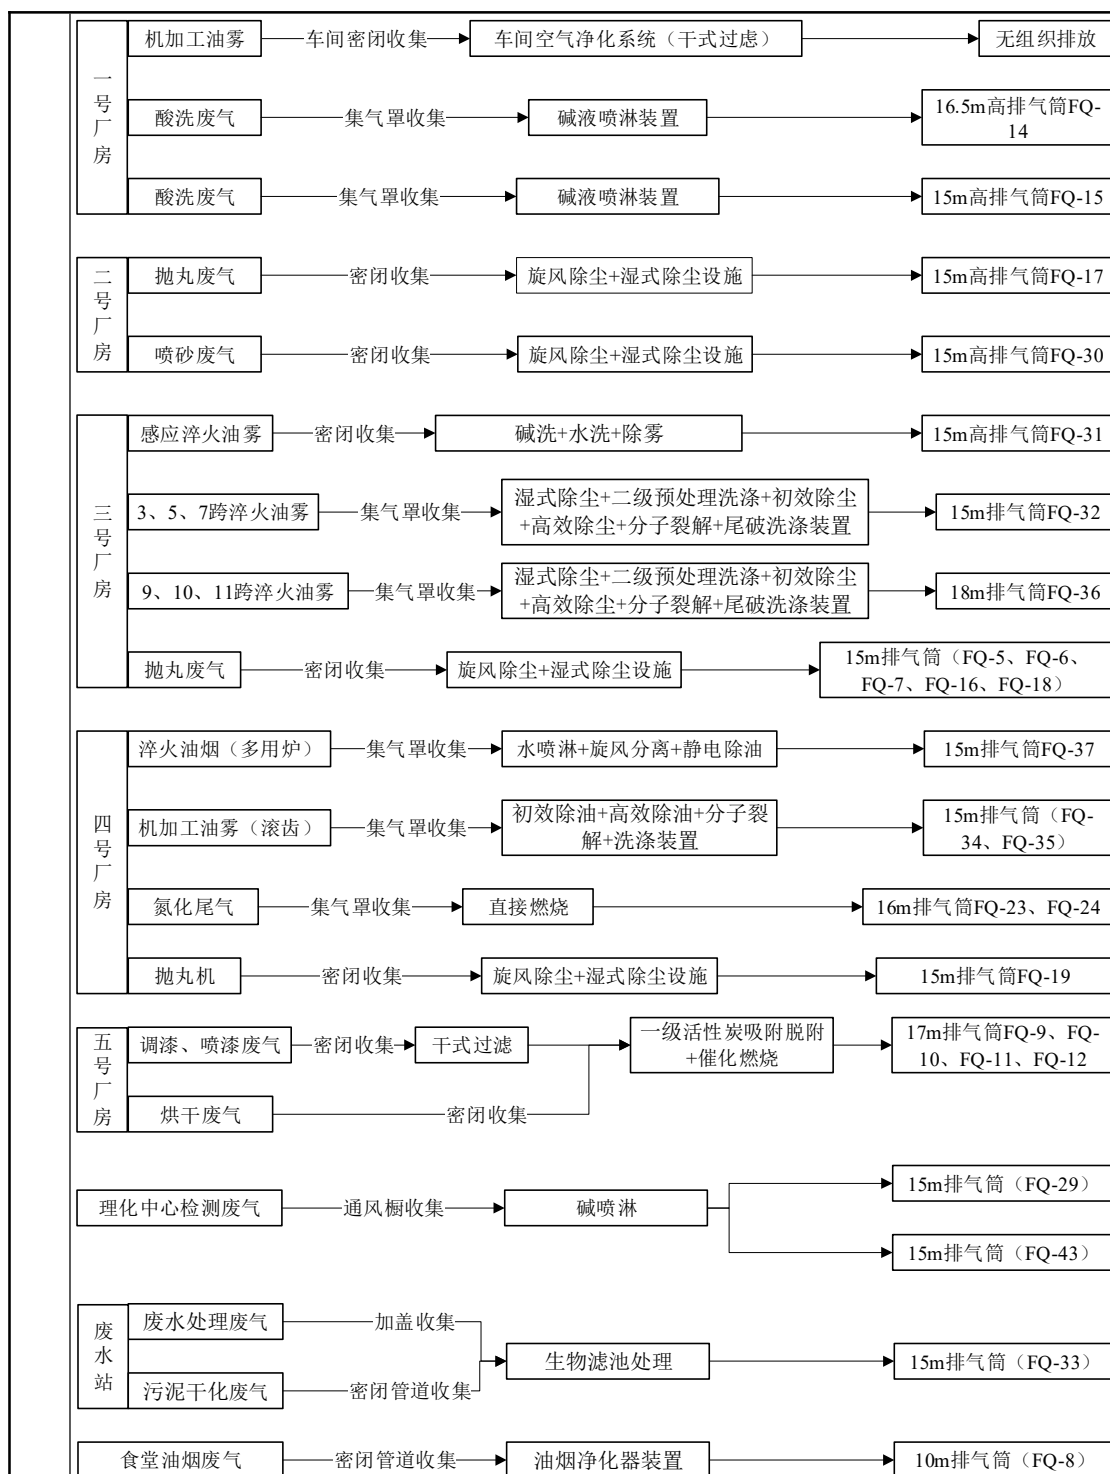 一号厂房
机加工油雾
车间密闭收集
车间空气净化系统（干式过虑）
无组织排放
酸洗废气
集气罩收集
碱液喷淋装置
16.5m高排气筒FQ-
14
酸洗废气
集气罩收集
碱液喷淋装置
15m高排气筒FQ-15
二号厂房
抛丸废气
密闭收集
旋风除尘+湿式除尘设施
15m高排气筒FQ-17
喷砂废气
密闭收集
旋风除尘+湿式除尘设施
15m高排气筒FQ-30
三号厂房
感应淬火油雾
密闭收集
碱洗+水洗+除雾
15m高排气筒FQ-31
3、5、7跨淬火油雾
集气罩收集
湿式除尘+二级预处理洗涤+初效除尘
+高效除尘+分子裂解+尾破洗涤装置
15m排气筒FQ-32
9、10、11跨淬火油雾
集气罩收集
湿式除尘+二级预处理洗涤+初效除尘
+高效除尘+分子裂解+尾破洗涤装置
18m排气筒FQ-36
抛丸废气
密闭收集
旋风除尘+湿式除尘设施
15m排气筒（FQ-5、FQ-6、
FQ-7、FQ-16、FQ-18）
四号厂房
淬火油烟（多用炉）
集气罩收集
水喷淋+旋风分离+静电除油
15m排气筒FQ-37
机加工油雾（滚齿）
集气罩收集
初效除油+高效除油+分子裂
解+洗涤装置
15m排气筒（FQ-
34、FQ-35）
氮化尾气
集气罩收集
直接燃烧
16m排气筒FQ-23、FQ-24
抛丸机
密闭收集
旋风除尘+湿式除尘设施
15m排气筒FQ-19
五号厂房
调漆、喷漆废气
密闭收集
干式过滤
一级活性炭吸附脱附
+催化燃烧
17m排气筒FQ-9、FQ-
10、FQ-11、FQ-12
烘干废气
密闭收集
理化中心检测废气
通风橱收集
碱喷淋
15m排气筒（FQ-29）
15m排气筒（FQ-43）
废水站
废水处理废气
加盖收集
生物滤池处理
15m排气筒（FQ-33）
污泥干化废气
密闭管道收集
食堂油烟废气
密闭管道收集
油烟净化器装置
10m排气筒（FQ-8）